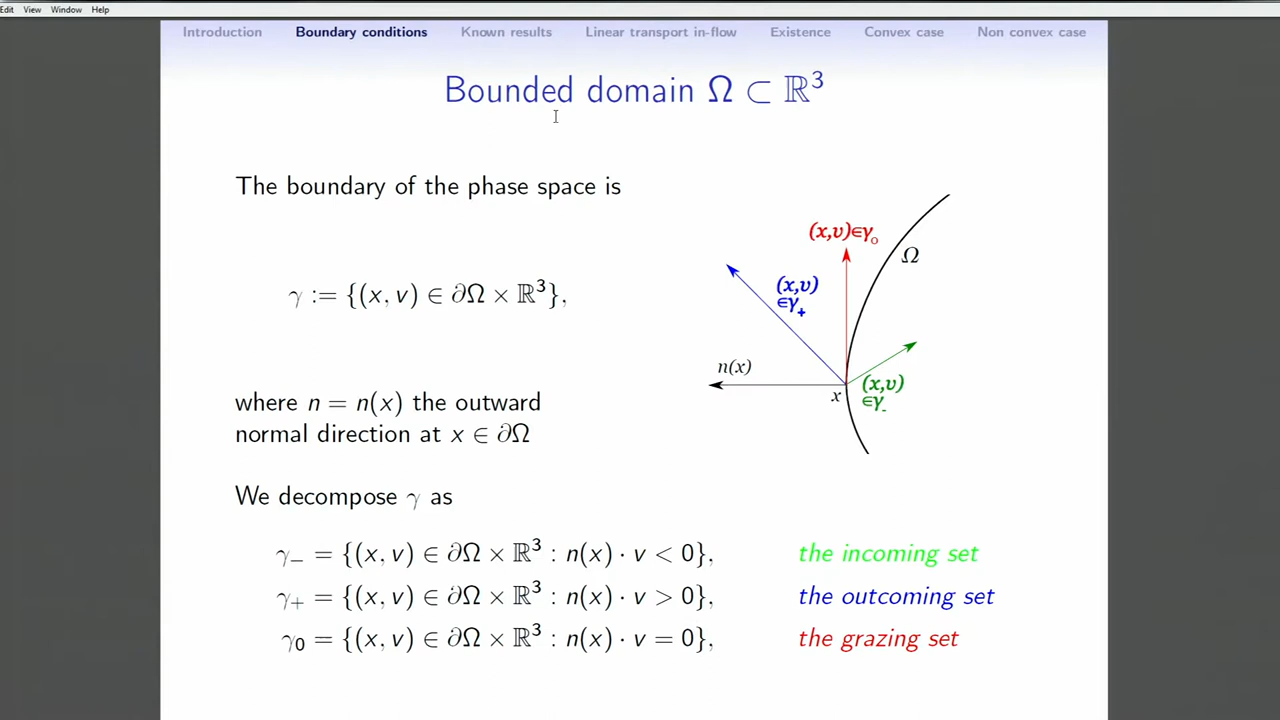 Edit View Window Help
Introduction Boundary conditions Known results Linear transport in-flow Existence Convex case Non convex case
Bounded domain Ω ⊂ ℝ³
The boundary of the phase space is
γ := {(x, v) ∈ ∂Ω × ℝ³},
where n = n(x) the outward
normal direction at x ∈ ∂Ω
(x,υ)∈γ₀
Ω
(x,υ)
∈γ₊
n(x)
(x,υ)
∈γ₋
x
We decompose γ as
γ₋ = {(x, v) ∈ ∂Ω × ℝ³ : n(x) · v < 0}, the incoming set
γ₊ = {(x, v) ∈ ∂Ω × ℝ³ : n(x) · v > 0}, the outcoming set
γ₀ = {(x, v) ∈ ∂Ω × ℝ³ : n(x) · v = 0}, the grazing set